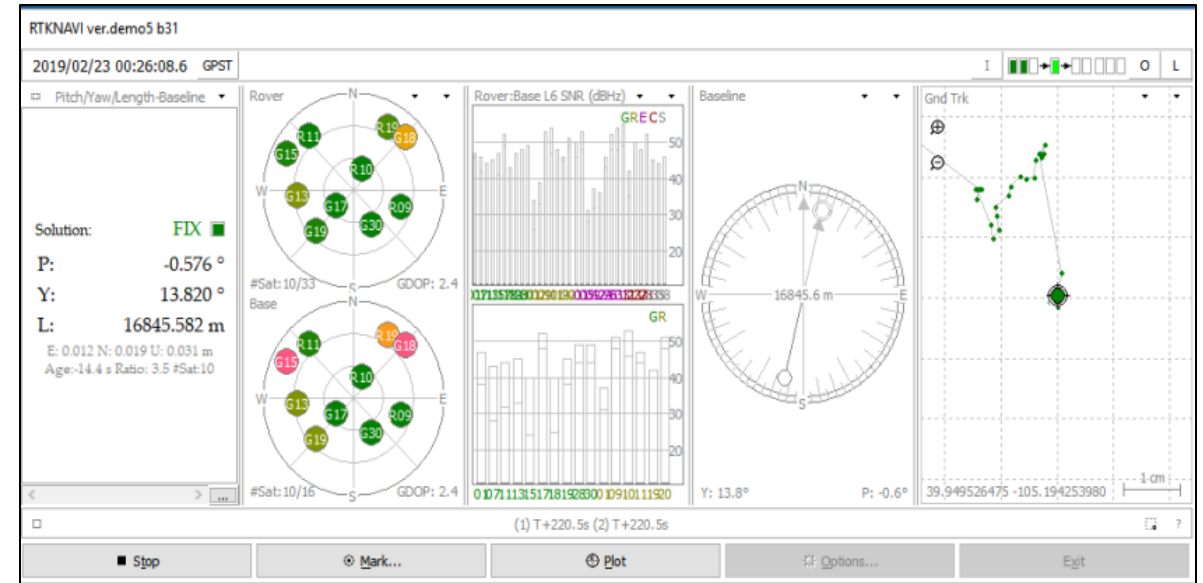 RTKNAVI ver.demo5 b31
2019/02/23 00:26:08.6 GPST
I O L
Pitch/Yaw/Length-Baseline
Solution: FIX
P: -0.576 °
Y: 13.820 °
L: 16845.582 m
E: 0.012 N: 0.019 U: 0.031 m
Age:-14.4 s Ratio: 3.5 #Sat:10
...
Rover
N
R19
G18
R11
G15
R10
W
E
G13
G17
R09
G19
G30
#Sat:10/33 S GDOP: 2.4
Base
N
R19
G18
R11
G15
R10
W
E
G13
G17
R09
G19
G30
#Sat:10/16 S GDOP: 2.4
Rover:Base L6 SNR (dBHz)
GRECS
50
40
30
20
GR
50
40
30
20
Baseline
N
W 16845.6 m E
S
Y: 13.8° P: -0.6°
Gnd Trk
1 cm
39.949526475 -105.194253980
(1) T+220.5s (2) T+220.5s
?
Stop
Mark...
Plot
Options...
Exit